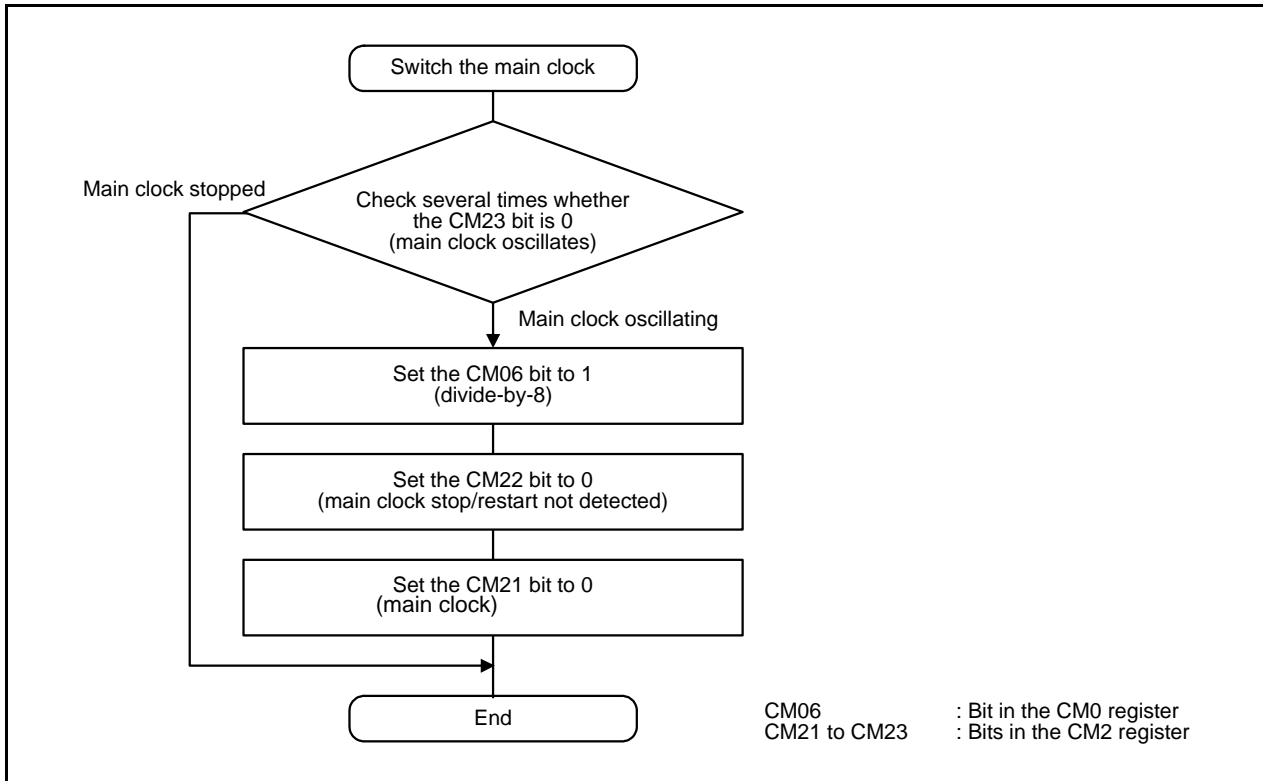 Switch the main clock
Main clock stopped
Check several times whether
the CM23 bit is 0
(main clock oscillates)
Main clock oscillating
Set the CM06 bit to 1
(divide-by-8)
Set the CM22 bit to 0
(main clock stop/restart not detected)
Set the CM21 bit to 0
(main clock)
End
CM06 : Bit in the CM0 register
CM21 to CM23 : Bits in the CM2 register